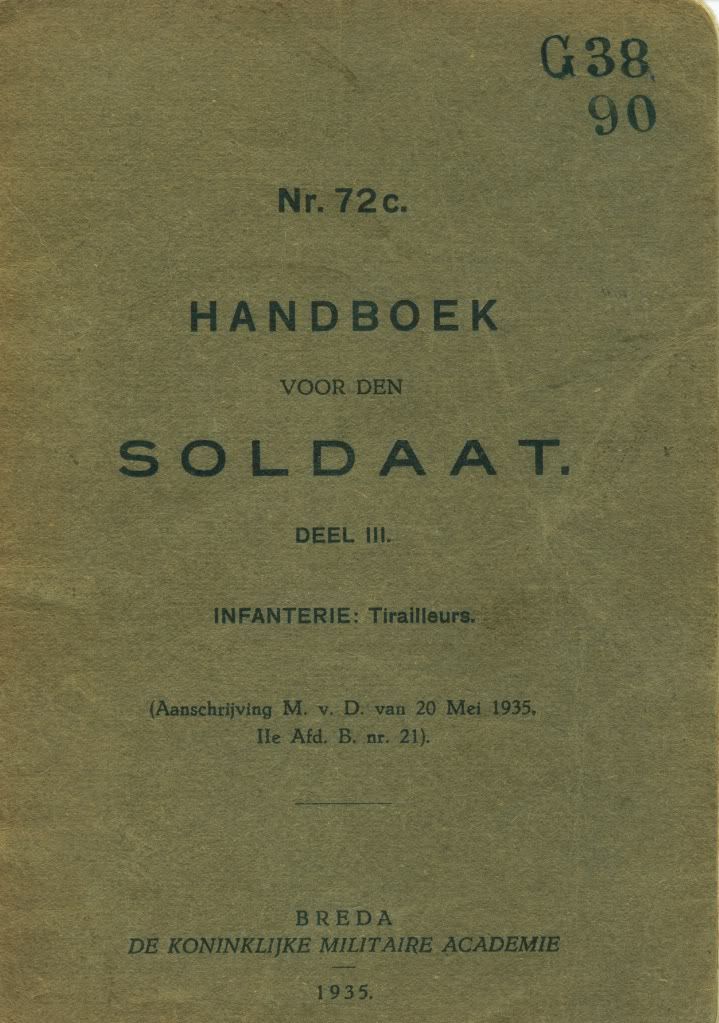 G38
90
Nr. 72c.
HANDBOEK
VOOR DEN
SOLDAAT.
DEEL III.
INFANTERIE: Tirailleurs.
(Aanschrijving M. v. D. van 20 Mei 1935,
IIe Afd. B. nr. 21).
BREDA
DE KONINKLIJKE MILITAIRE ACADEMIE
1935.